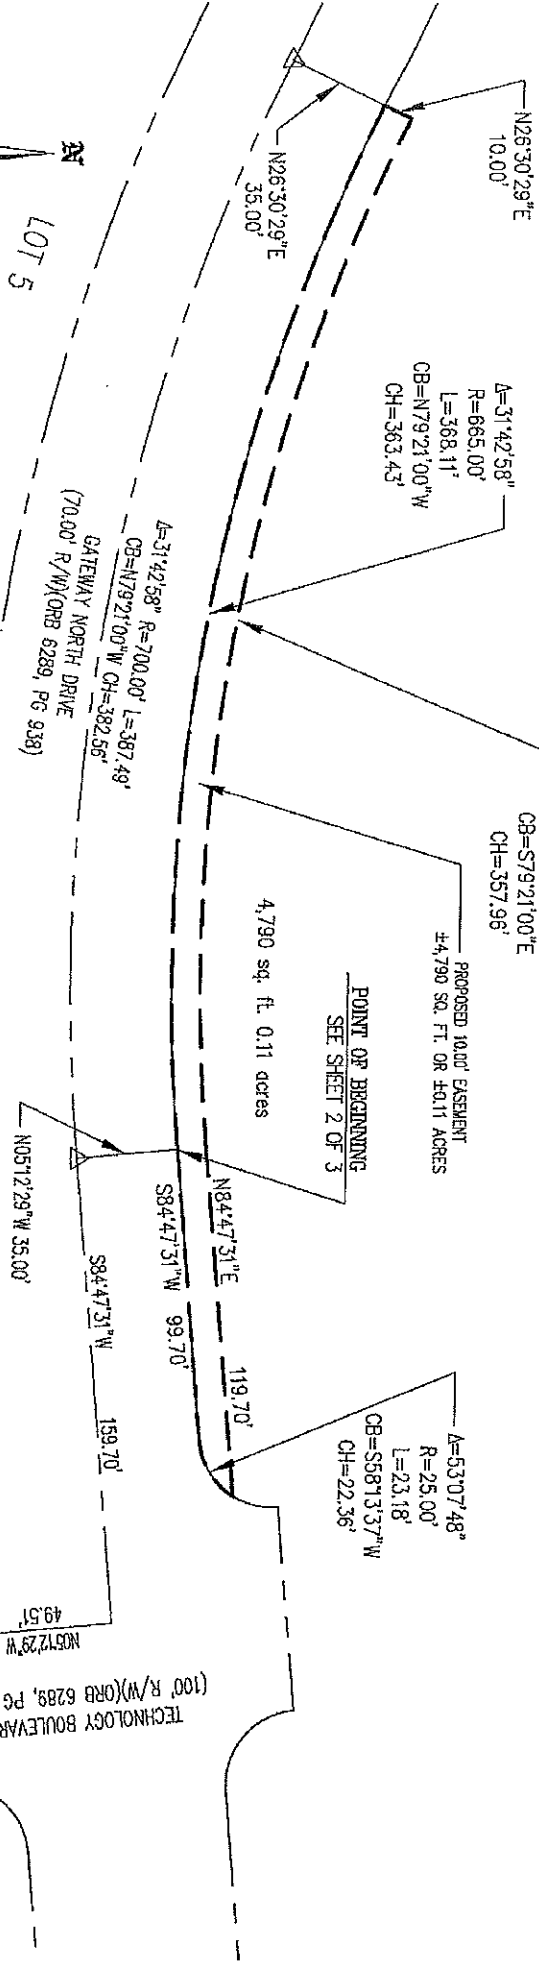 N26°30'29"E
10.00'
N26°30'29"E
35.00'
Δ=31°42'58"
R=665.00'
L=368.11'
CB=N79°21'00"W
CH=363.43'
CB=S79°21'00"E
CH=357.96'
PROPOSED 10.00' EASEMENT
±4,790 SQ. FT. OR ±0.11 ACRES
POINT OF BEGINNING
SEE SHEET 2 OF 3
4,790 sq. ft. 0.11 acres
Δ=53°07'48"
R=25.00'
L=23.18'
CB=S58°13'37"W
CH=22.36'
N84°47'31"E 119.70'
S84°47'31"W 99.70'
Δ=31°42'58" R=700.00' L=387.49'
CB=N79°21'00"W CH=382.56'
GATEWAY NORTH DRIVE
(70.00' R/W)(ORB 6289, PG 938)
N05°12'29"W 35.00'
S84°47'31"W 159.70'
N05°12'29"W
49.51'
TECHNOLOGY BOULEVAR
(100' R/W)(ORB 6289, PG
N
LOT 5